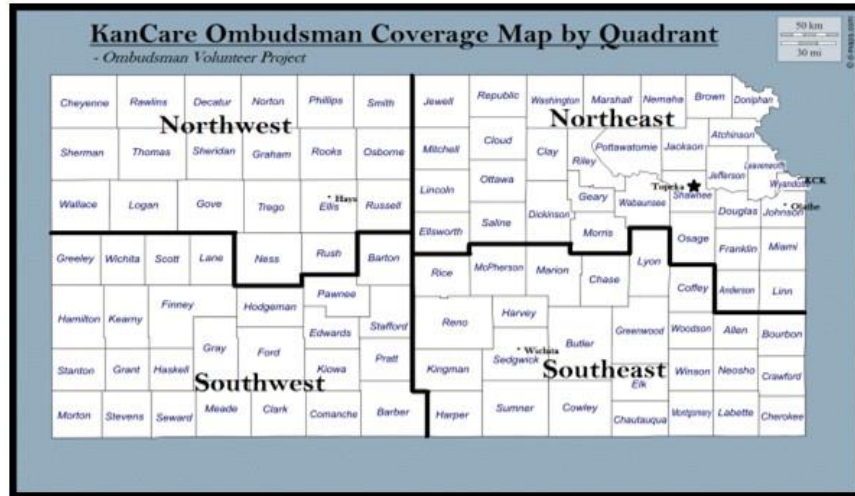 KanCare Ombudsman Coverage Map by Quadrant
- Ombudsman Volunteer Project
50 km
30 mi
© d-maps.com
Cheyenne Rawlins Decatur Norton Phillips Smith Jewell Republic Washington Marshall Nemaha Brown Doniphan
Northwest Northeast
Sherman Thomas Sheridan Graham Rooks Osborne Mitchell Cloud Clay Riley Pottawatomie Jackson Atchinson
Jefferson Leavenworth
Wyandotte KCK
Wallace Logan Gove Trego Ellis Hays Russell Lincoln Ottawa Geary Wabaunsee Topeka Shawnee Douglas Johnson Olathe
Ellsworth Saline Dickinson Morris Osage Franklin Miami
Greeley Wichita Scott Lane Ness Rush Barton Rice McPherson Marion Chase Lyon Coffey Anderson Linn
Hamilton Kearny Finney Hodgeman Pawnee Stafford Reno Harvey Butler Greenwood Woodson Allen Bourbon
Gray Ford Edwards Wichita
Stanton Grant Haskell Kiowa Pratt Kingman Sedgwick Elk Winson Neosho Crawford
Southwest Southeast
Morton Stevens Seward Meade Clark Comanche Barber Harper Sumner Cowley Chautauqua Montgomery Labette Cherokee